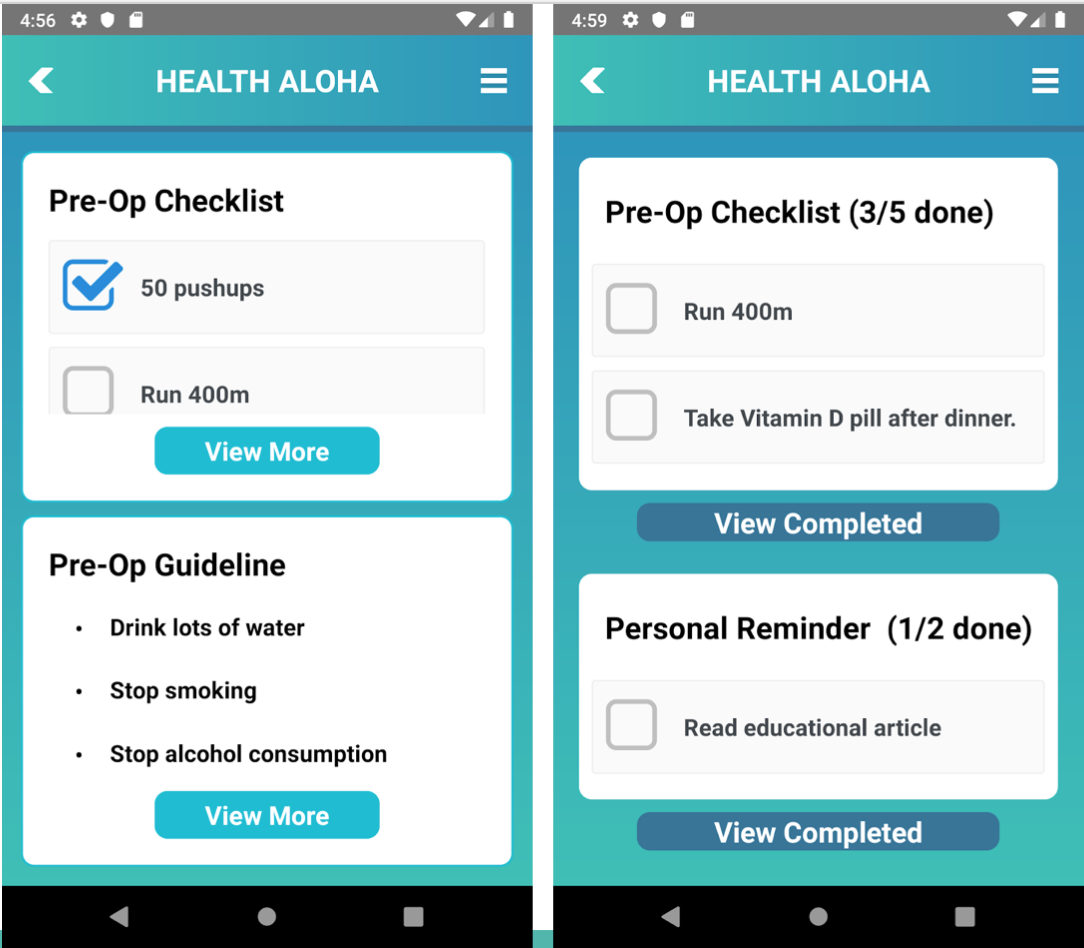 4:56
HEALTH ALOHA
Pre-Op Checklist
50 pushups
Run 400m
View More
Pre-Op Guideline
• Drink lots of water
• Stop smoking
• Stop alcohol consumption
View More
4:59
HEALTH ALOHA
Pre-Op Checklist (3/5 done)
Run 400m
Take Vitamin D pill after dinner.
View Completed
Personal Reminder (1/2 done)
Read educational article
View Completed